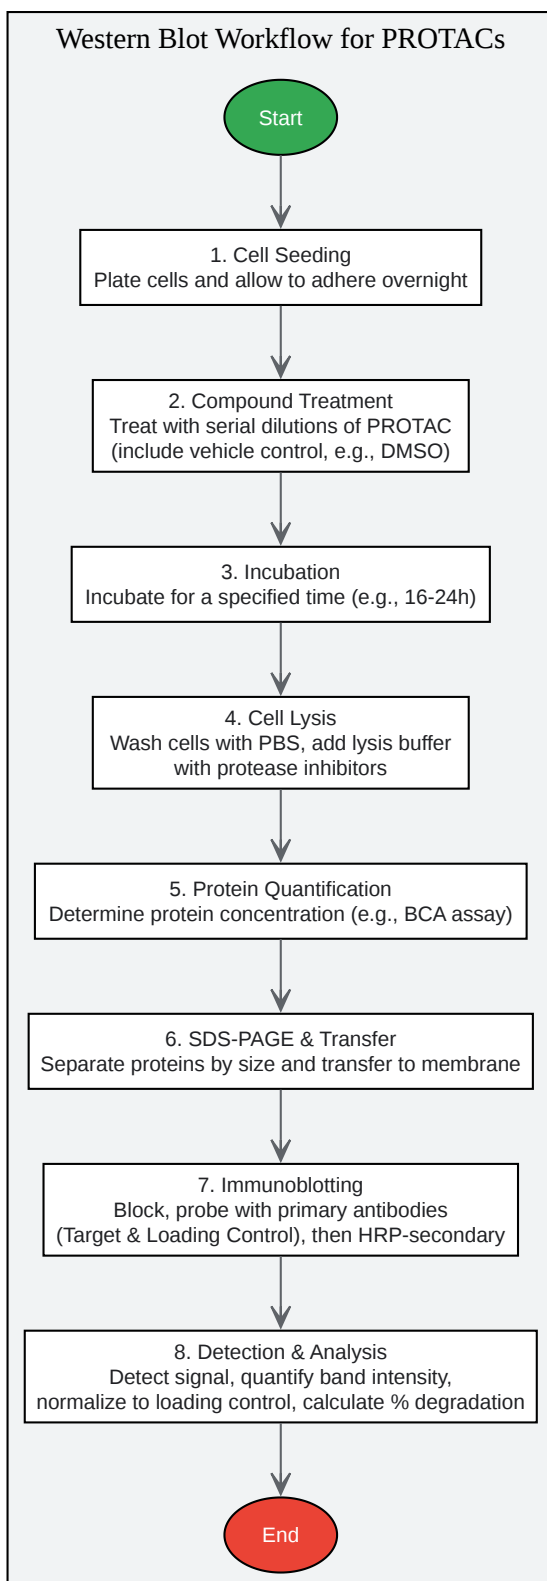 Western Blot Workflow for PROTACs
Start
1. Cell Seeding
Plate cells and allow to adhere overnight
2. Compound Treatment
Treat with serial dilutions of PROTAC
(include vehicle control, e.g., DMSO)
3. Incubation
Incubate for a specified time (e.g., 16-24h)
4. Cell Lysis
Wash cells with PBS, add lysis buffer
with protease inhibitors
5. Protein Quantification
Determine protein concentration (e.g., BCA assay)
6. SDS-PAGE & Transfer
Separate proteins by size and transfer to membrane
7. Immunoblotting
Block, probe with primary antibodies
(Target & Loading Control), then HRP-secondary
8. Detection & Analysis
Detect signal, quantify band intensity,
normalize to loading control, calculate % degradation
End